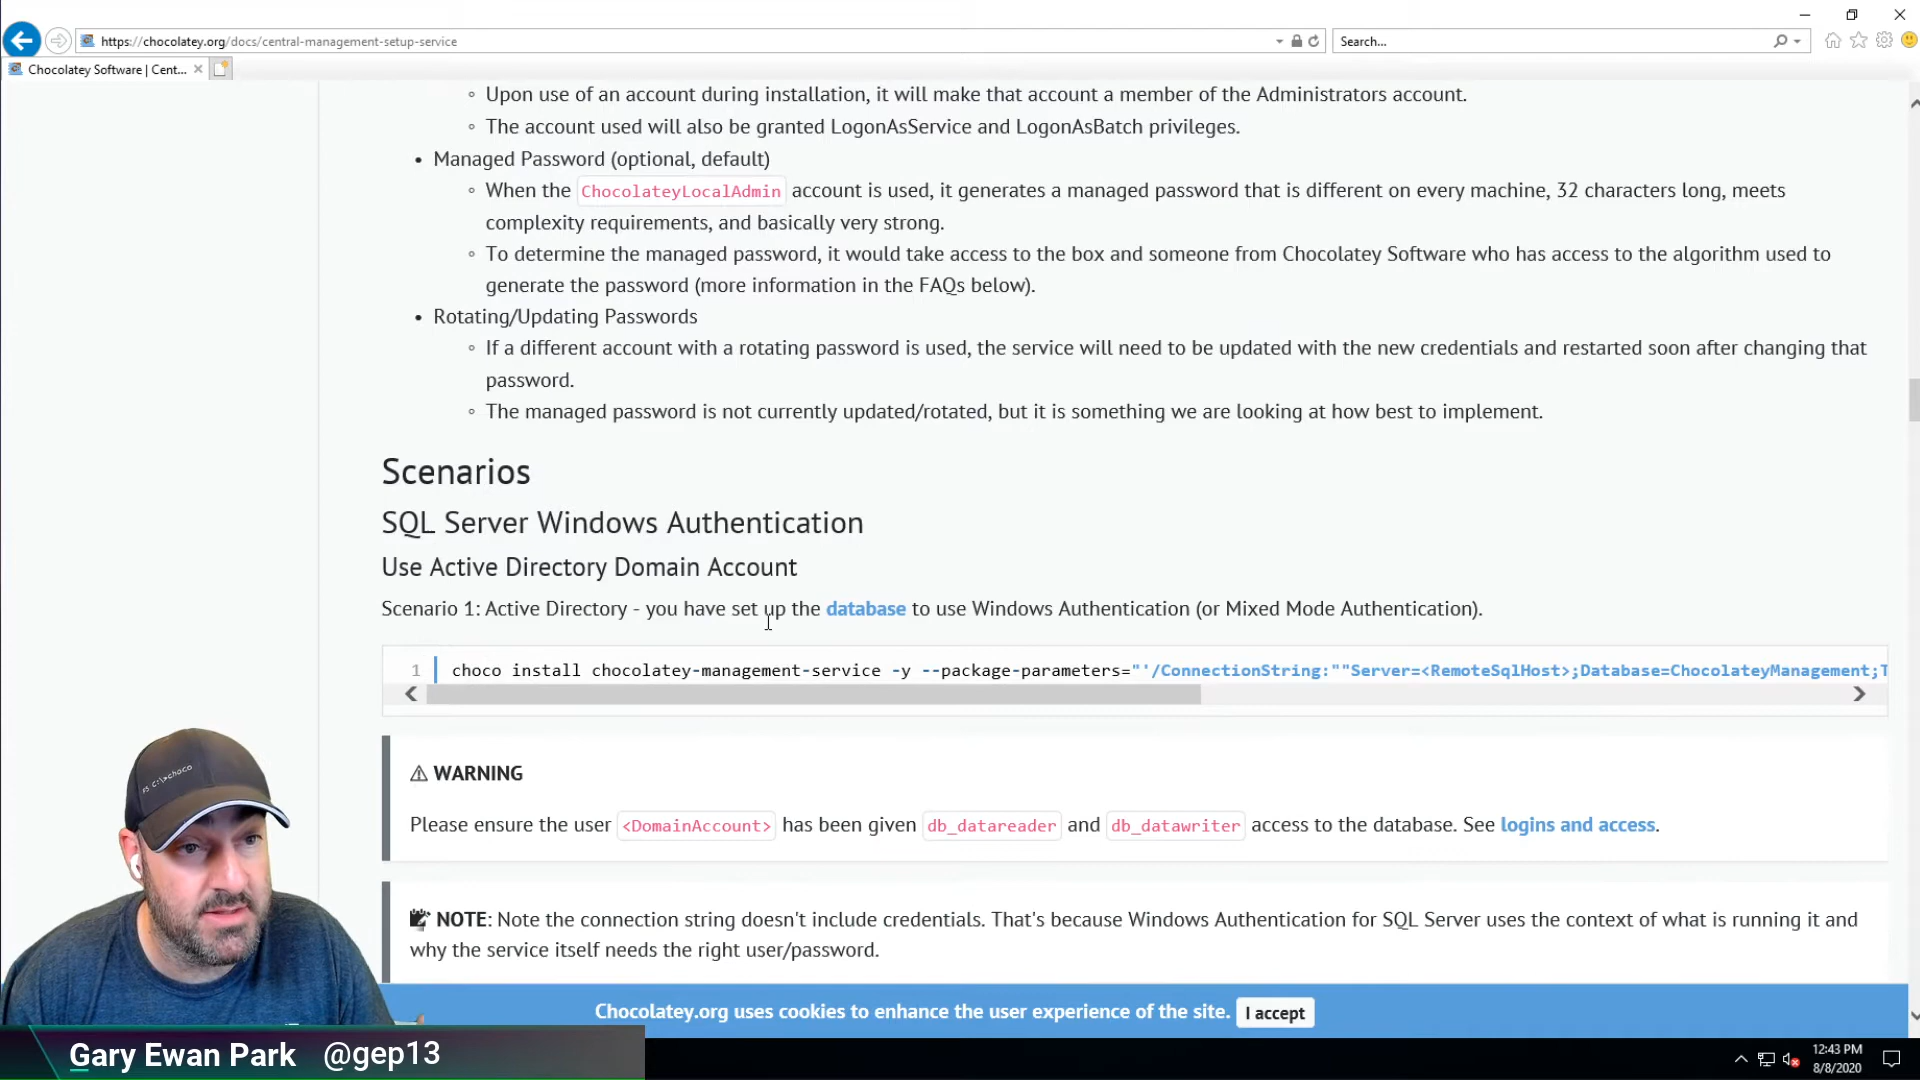 https://chocolatey.org/docs/central-management-setup-service
Search...
Chocolatey Software | Cent...
Upon use of an account during installation, it will make that account a member of the Administrators account.
The account used will also be granted LogonAsService and LogonAsBatch privileges.
Managed Password (optional, default)
When the ChocolateyLocalAdmin account is used, it generates a managed password that is different on every machine, 32 characters long, meets
complexity requirements, and basically very strong.
To determine the managed password, it would take access to the box and someone from Chocolatey Software who has access to the algorithm used to
generate the password (more information in the FAQs below).
Rotating/Updating Passwords
If a different account with a rotating password is used, the service will need to be updated with the new credentials and restarted soon after changing that
password.
The managed password is not currently updated/rotated, but it is something we are looking at how best to implement.
Scenarios
SQL Server Windows Authentication
Use Active Directory Domain Account
Scenario 1: Active Directory - you have set up the database to use Windows Authentication (or Mixed Mode Authentication).
1 choco install chocolatey-management-service -y --package-parameters="'/ConnectionString:""Server=<RemoteSqlHost>;Database=ChocolateyManagement;T
⚠ WARNING
Please ensure the user <DomainAccount> has been given db_datareader and db_datawriter access to the database. See logins and access.
NOTE: Note the connection string doesn't include credentials. That's because Windows Authentication for SQL Server uses the context of what is running it and
why the service itself needs the right user/password.
Chocolatey.org uses cookies to enhance the user experience of the site. I accept
PS C:\>choco
Gary Ewan Park @gep13
12:43 PM
8/8/2020